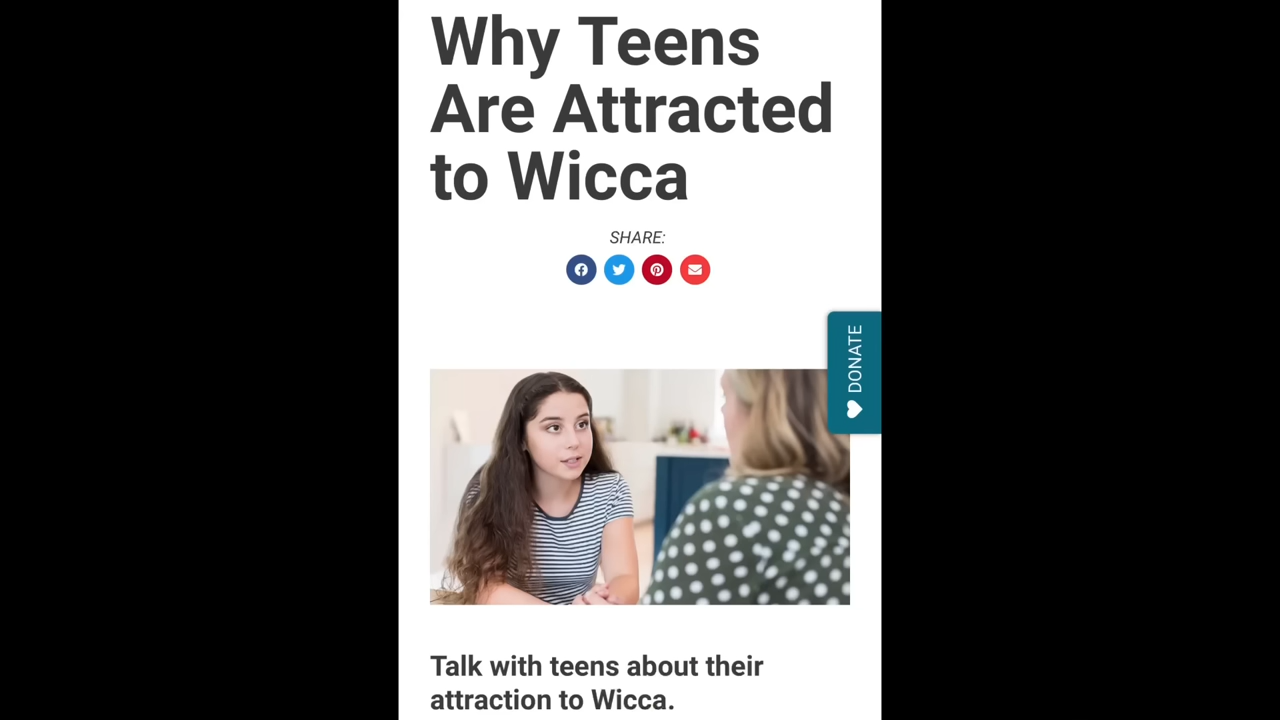 Why Teens
Are Attracted
to Wicca
SHARE:
DONATE
Talk with teens about their
attraction to Wicca.